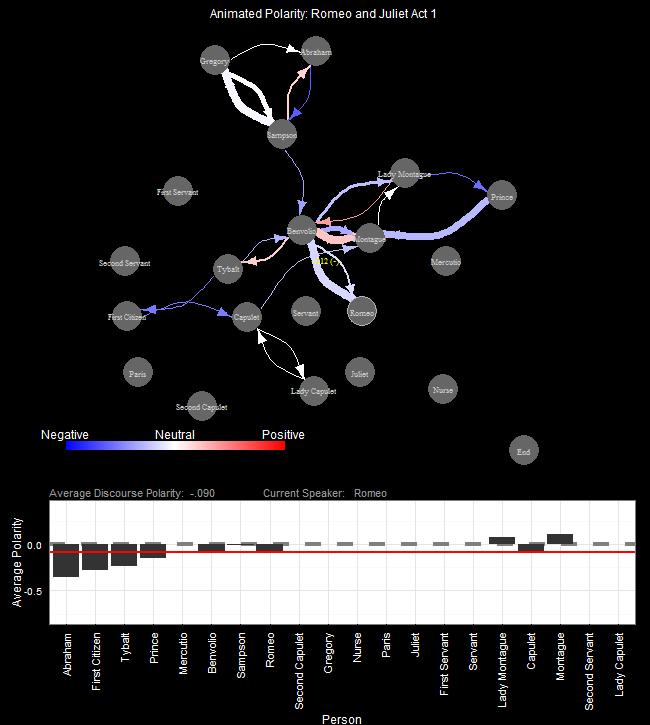 Animated Polarity: Romeo and Juliet Act 1
Abraham
Gregory
Sampson
Lady Montague
First Servant
Prince
Benvolio
Montague
Second Servant
12 (-)
Mercutio
Tybalt
First Citizen
Capulet
Servant
Romeo
Paris
Juliet
Lady Capulet
Nurse
Second Capulet
Negative Neutral Positive
End
Average Discourse Polarity: -.090 Current Speaker: Romeo
Average Polarity
0.0
-0.5
Abraham
First Citizen
Tybalt
Prince
Mercutio
Benvolio
Sampson
Romeo
Second Capulet
Gregory
Nurse
Paris
Juliet
First Servant
Servant
Lady Montague
Capulet
Montague
Second Servant
Lady Capulet
Person